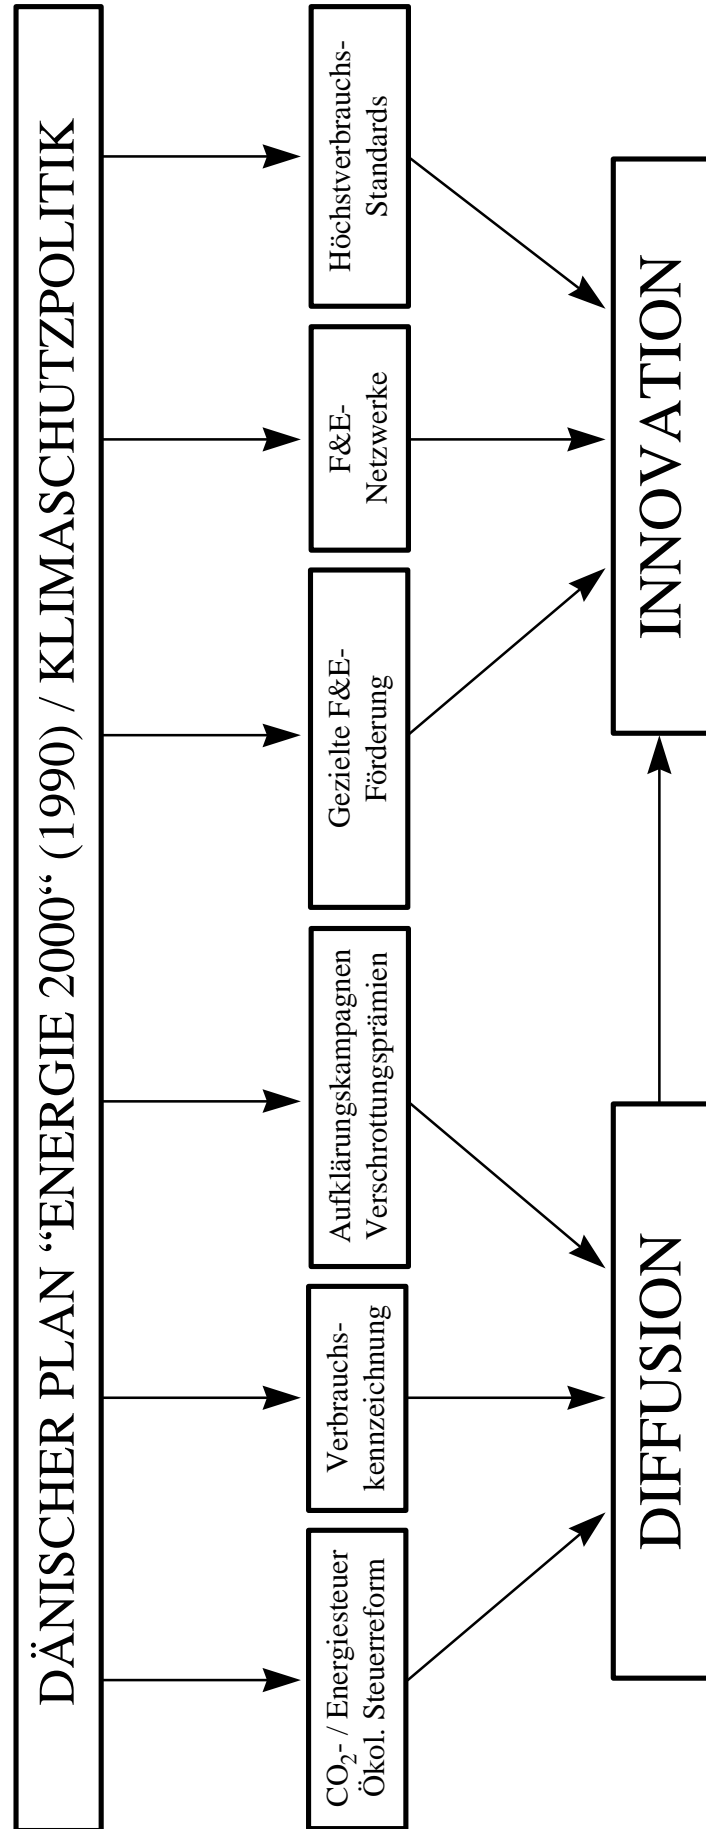 DÄNISCHER PLAN “ENERGIE 2000“ (1990) / KLIMASCHUTZPOLITIK
CO₂- / Energiesteuer
Ökol. Steuerreform
Verbrauchs-
kennzeichnung
Aufklärungskampagnen
Verschrottungsprämien
Gezielte F&E-
Förderung
F&E-
Netzwerke
Höchstverbrauchs-
Standards
DIFFUSION
INNOVATION